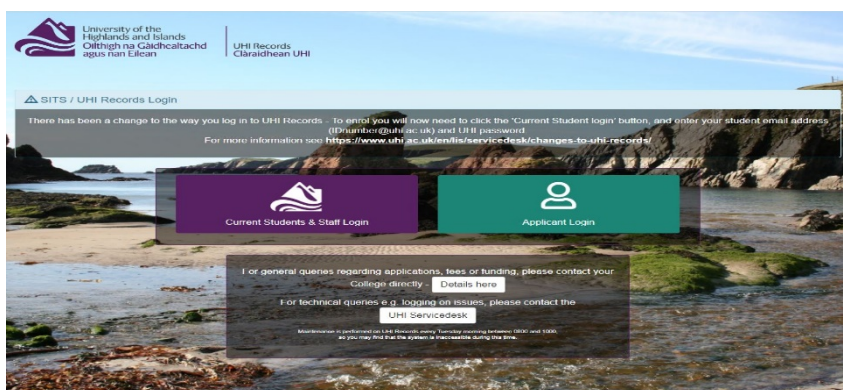 University of the
Highlands and Islands
Oilthigh na Gàidhealtachd
agus nan Eilean
UHI Records
Clàraidhean UHI
SITS / UHI Records Login
There has been a change to the way you log in to UHI Records - To enrol you will now need to click the 'Current Student login' button, and enter your student email address
(IDnumber@uhi.ac.uk) and UHI password
For more information see https://www.uhi.ac.uk/en/lis/servicedesk/changes-to-uhi-records/
Current Students & Staff Login
Applicant Login
For general queries regarding applications, fees or funding, please contact your
College directly - Details here
For technical queries e.g. logging on issues, please contact the
UHI Servicedesk
Maintenance is performed on UHI Records every Tuesday morning between 0800 and 1000,
so you may find that the system is inaccessible during this time.